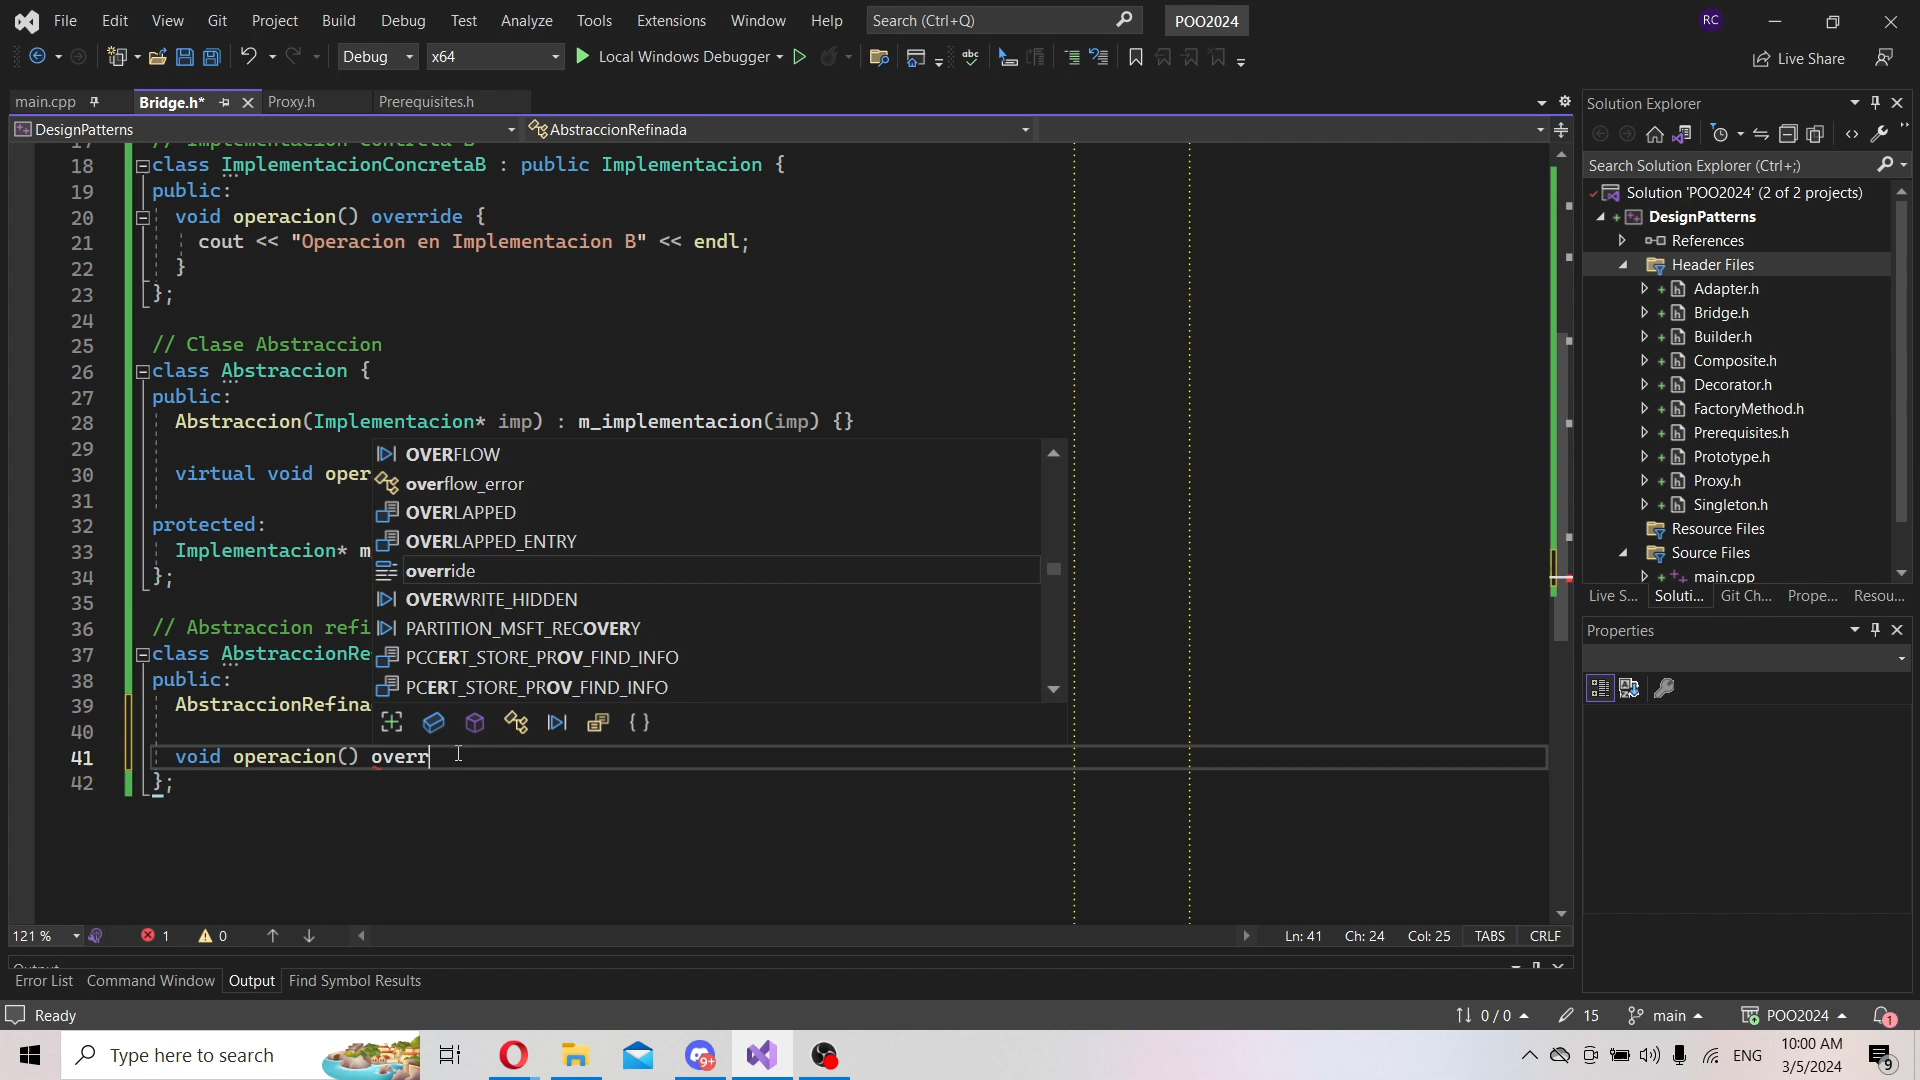 File Edit View Git Project Build Debug Test Analyze Tools Extensions Window Help Search (Ctrl+Q) POO2024 RC
Debug x64 Local Windows Debugger Live Share
main.cpp Bridge.h* Proxy.h Prerequisites.h
DesignPatterns AbstraccionRefinada
18 class ImplementacionConcretaB : public Implementacion {
19 public:
20 void operacion() override {
21 cout << "Operacion en Implementacion B" << endl;
22 }
23 };
24
25 // Clase Abstraccion
26 class Abstraccion {
27 public:
28 Abstraccion(Implementacion* imp) : m_implementacion(imp) {}
29
30 virtual void oper
31
32 protected:
33 Implementacion* m
34 };
35
36 // Abstraccion refi
37 class AbstraccionRe
38 public:
39 AbstraccionRefina
40
41 void operacion() overr
42 };
OVERFLOW
overflow_error
OVERLAPPED
OVERLAPPED_ENTRY
override
OVERWRITE_HIDDEN
PARTITION_MSFT_RECOVERY
PCCERT_STORE_PROV_FIND_INFO
PCERT_STORE_PROV_FIND_INFO
121 % 1 0 Ln: 41 Ch: 24 Col: 25 TABS CRLF
Error List Command Window Output Find Symbol Results
Solution Explorer
Search Solution Explorer (Ctrl+;)
Solution 'POO2024' (2 of 2 projects)
DesignPatterns
References
Header Files
Adapter.h
Bridge.h
Builder.h
Composite.h
Decorator.h
FactoryMethod.h
Prerequisites.h
Prototype.h
Proxy.h
Singleton.h
Resource Files
Source Files
main.cpp
Live S... Soluti... Git Ch... Prope... Resou...
Properties
Ready 0 / 0 15 main POO2024 1
Type here to search 9+ ENG 10:00 AM
3/5/2024 9